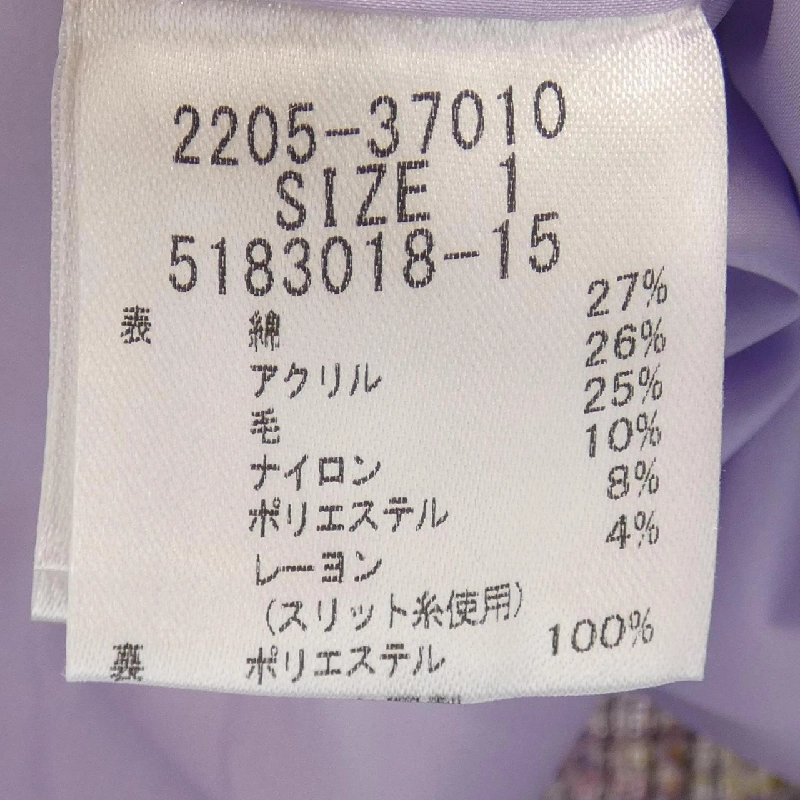 2205-37010
SIZE 1
5183018-15
表 綿 27%
アクリル 26%
毛 25%
ナイロン 10%
ポリエステル 8%
レーヨン 4%
(スリット糸使用)
裏 ポリエステル 100%